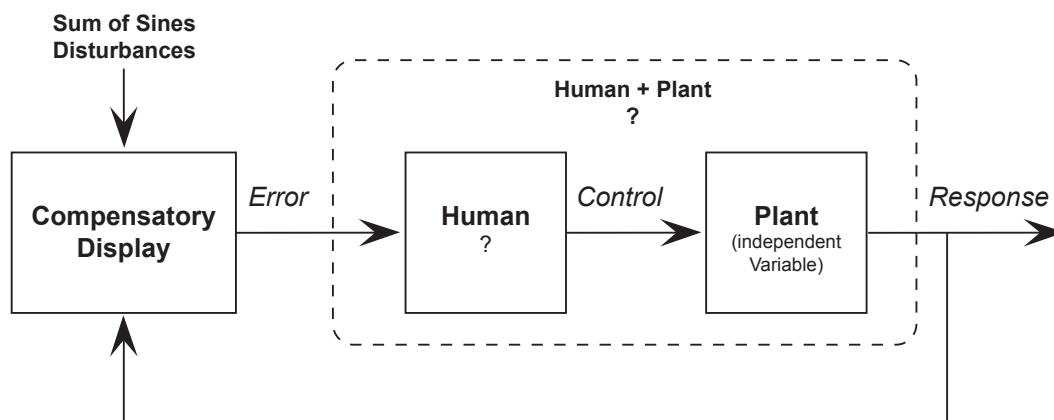 Sum of Sines
Disturbances
Human + Plant
?
Compensatory
Display
Error
Human
?
Control
Plant
(independent
Variable)
Response